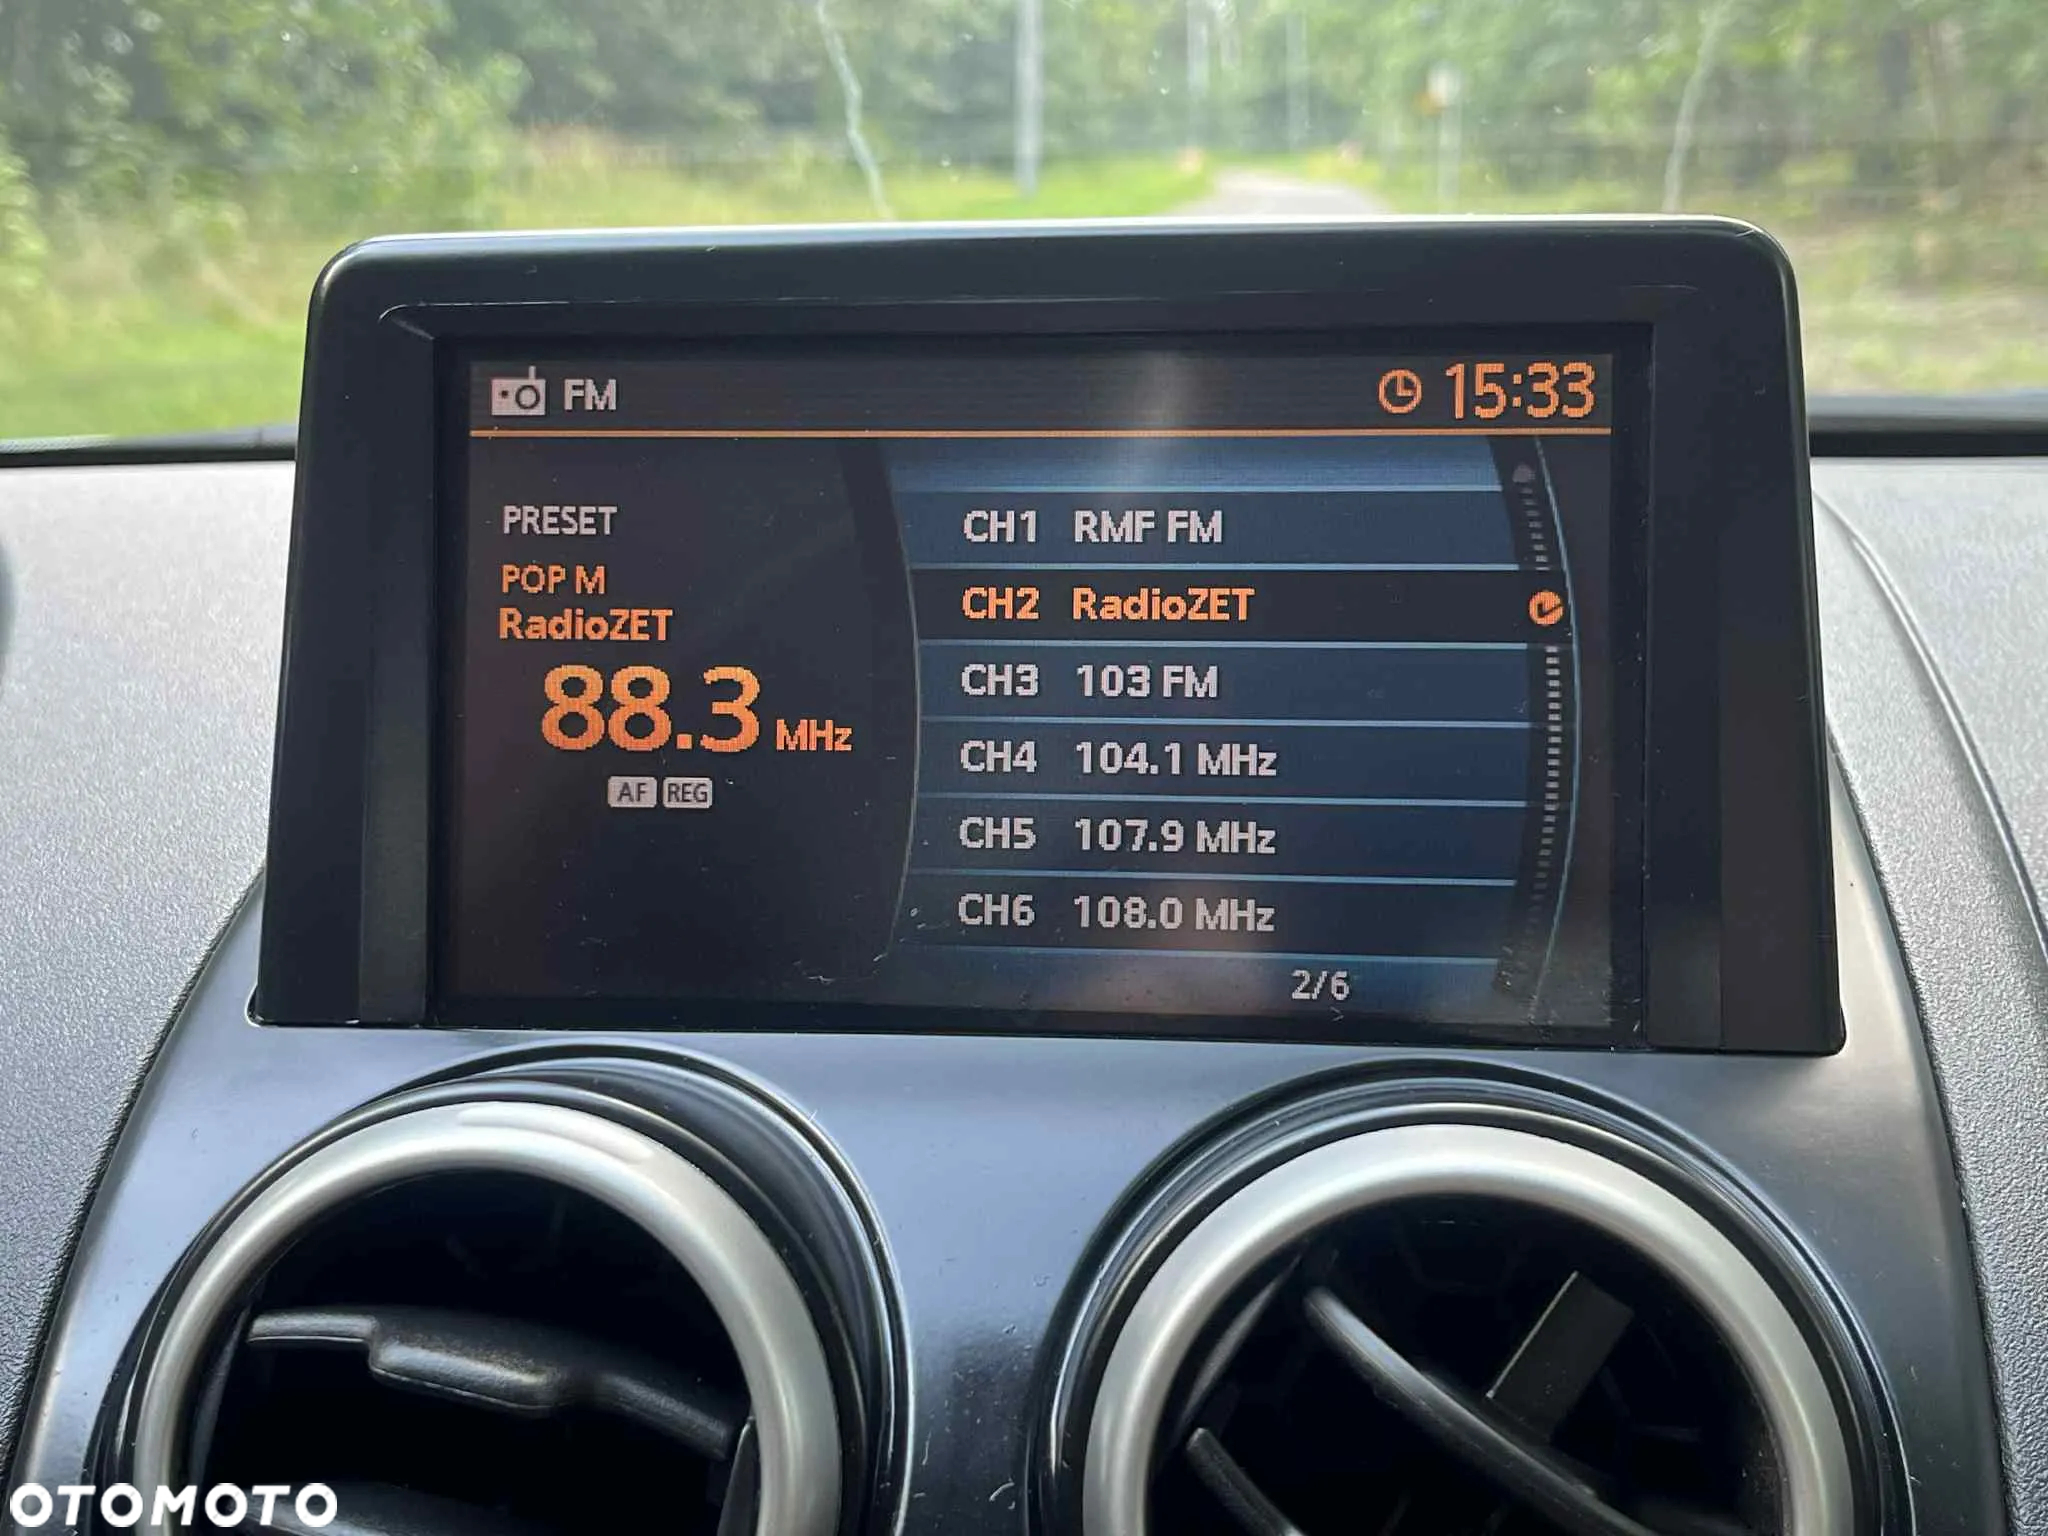 FM
15:33
PRESET
POP M
RadioZET
88.3 MHz
AF REG
CH1 RMF FM
CH2 RadioZET
CH3 103 FM
CH4 104.1 MHz
CH5 107.9 MHz
CH6 108.0 MHz
2/6
OTOMOTO